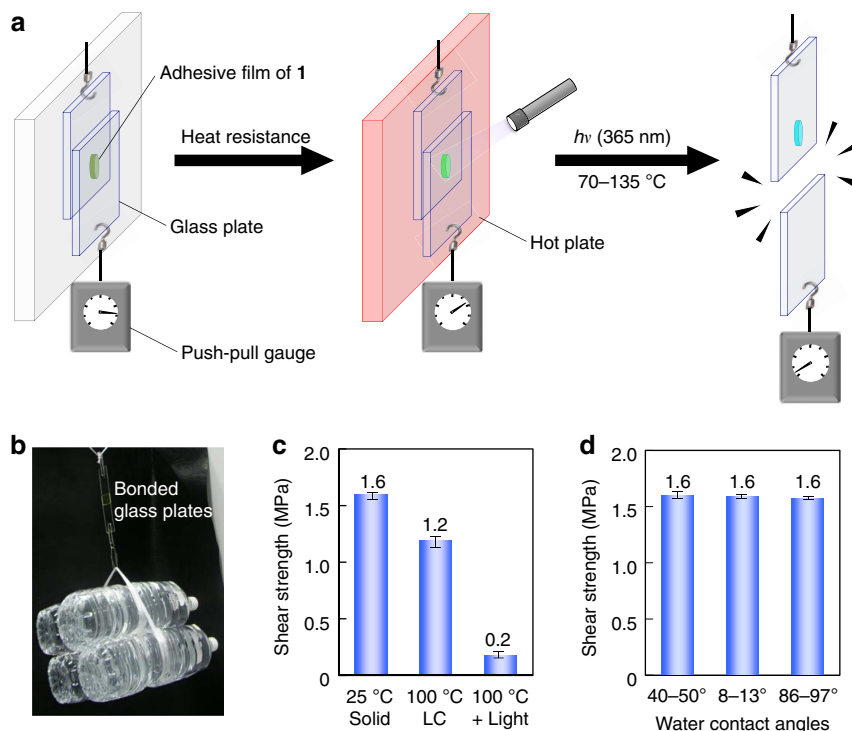 a
Adhesive film of 1
Heat resistance
hν (365 nm)
70–135 °C
Glass plate
Hot plate
Push-pull gauge
b
Bonded
glass plates
c
Shear strength (MPa)
2.0
1.5
1.0
0.5
0
1.6
1.2
0.2
25 °C 100 °C 100 °C
Solid LC + Light
d
Shear strength (MPa)
2.0
1.5
1.0
0.5
0
1.6 1.6 1.6
40–50° 8–13° 86–97°
Water contact angles